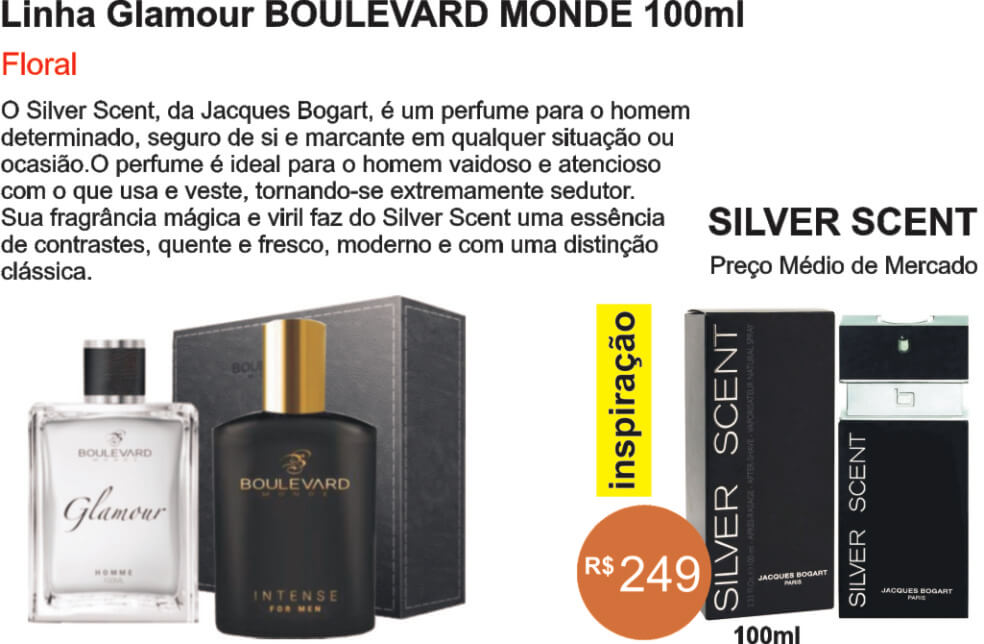 Linha Glamour BOULEVARD MONDE 100ml
Floral
O Silver Scent, da Jacques Bogart, é um perfume para o homem
determinado, seguro de si e marcante em qualquer situação ou
ocasião.O perfume é ideal para o homem vaidoso e atencioso
com o que usa e veste, tornando-se extremamente sedutor.
Sua fragrância mágica e viril faz do Silver Scent uma essência
de contrastes, quente e fresco, moderno e com uma distinção
clássica.
SILVER SCENT
Preço Médio de Mercado
BOULEVARD
MONDE
Glamour
HOMME
100ML
BOULEVARD
MONDE
INTENSE
FOR MEN
inspiração
R$ 249
SILVER SCENT
JACQUES BOGART
PARIS
100ml
SILVER SCENT
JACQUES BOGART
PARIS